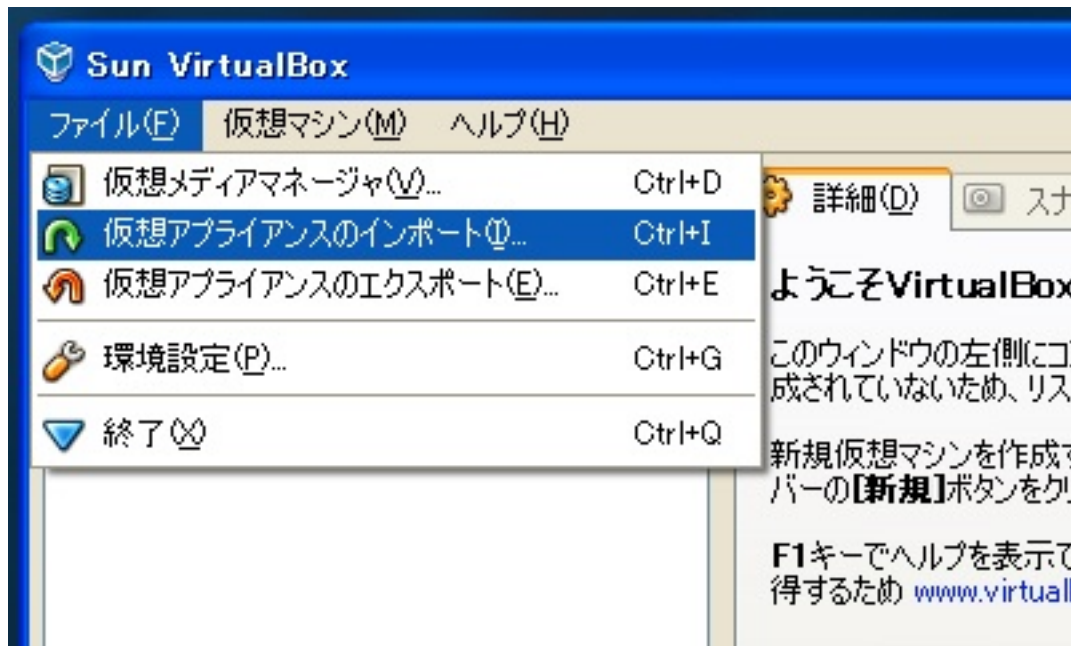 Sun VirtualBox
ファイル(F) 仮想マシン(M) ヘルプ(H)
仮想メディアマネージャ(V)... Ctrl+D
仮想アプライアンスのインポート(I)... Ctrl+I
仮想アプライアンスのエクスポート(E)... Ctrl+E
環境設定(P)... Ctrl+G
終了(X) Ctrl+Q
詳細(D) スナ
ようこそVirtualBox
このウィンドウの左側にコ
成されていないため、リス
新規仮想マシンを作成す
バーの[新規]ボタンをク
F1キーでヘルプを表示で
得するため www.virtual